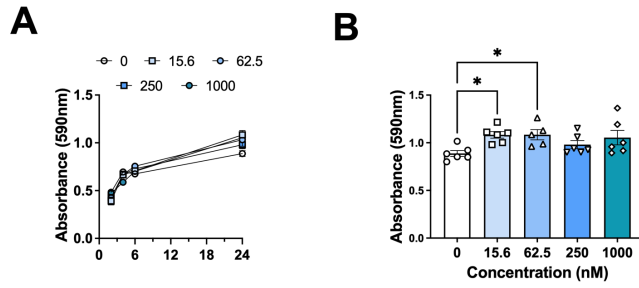 A
0 15.6 62.5
250 1000
Absorbance (590nm)
1.5
1.0
0.5
0.0
0 3 6 12 18 24
B
* 
*
Absorbance (590nm)
1.5
1.0
0.5
0.0
0 15.6 62.5 250 1000
Concentration (nM)